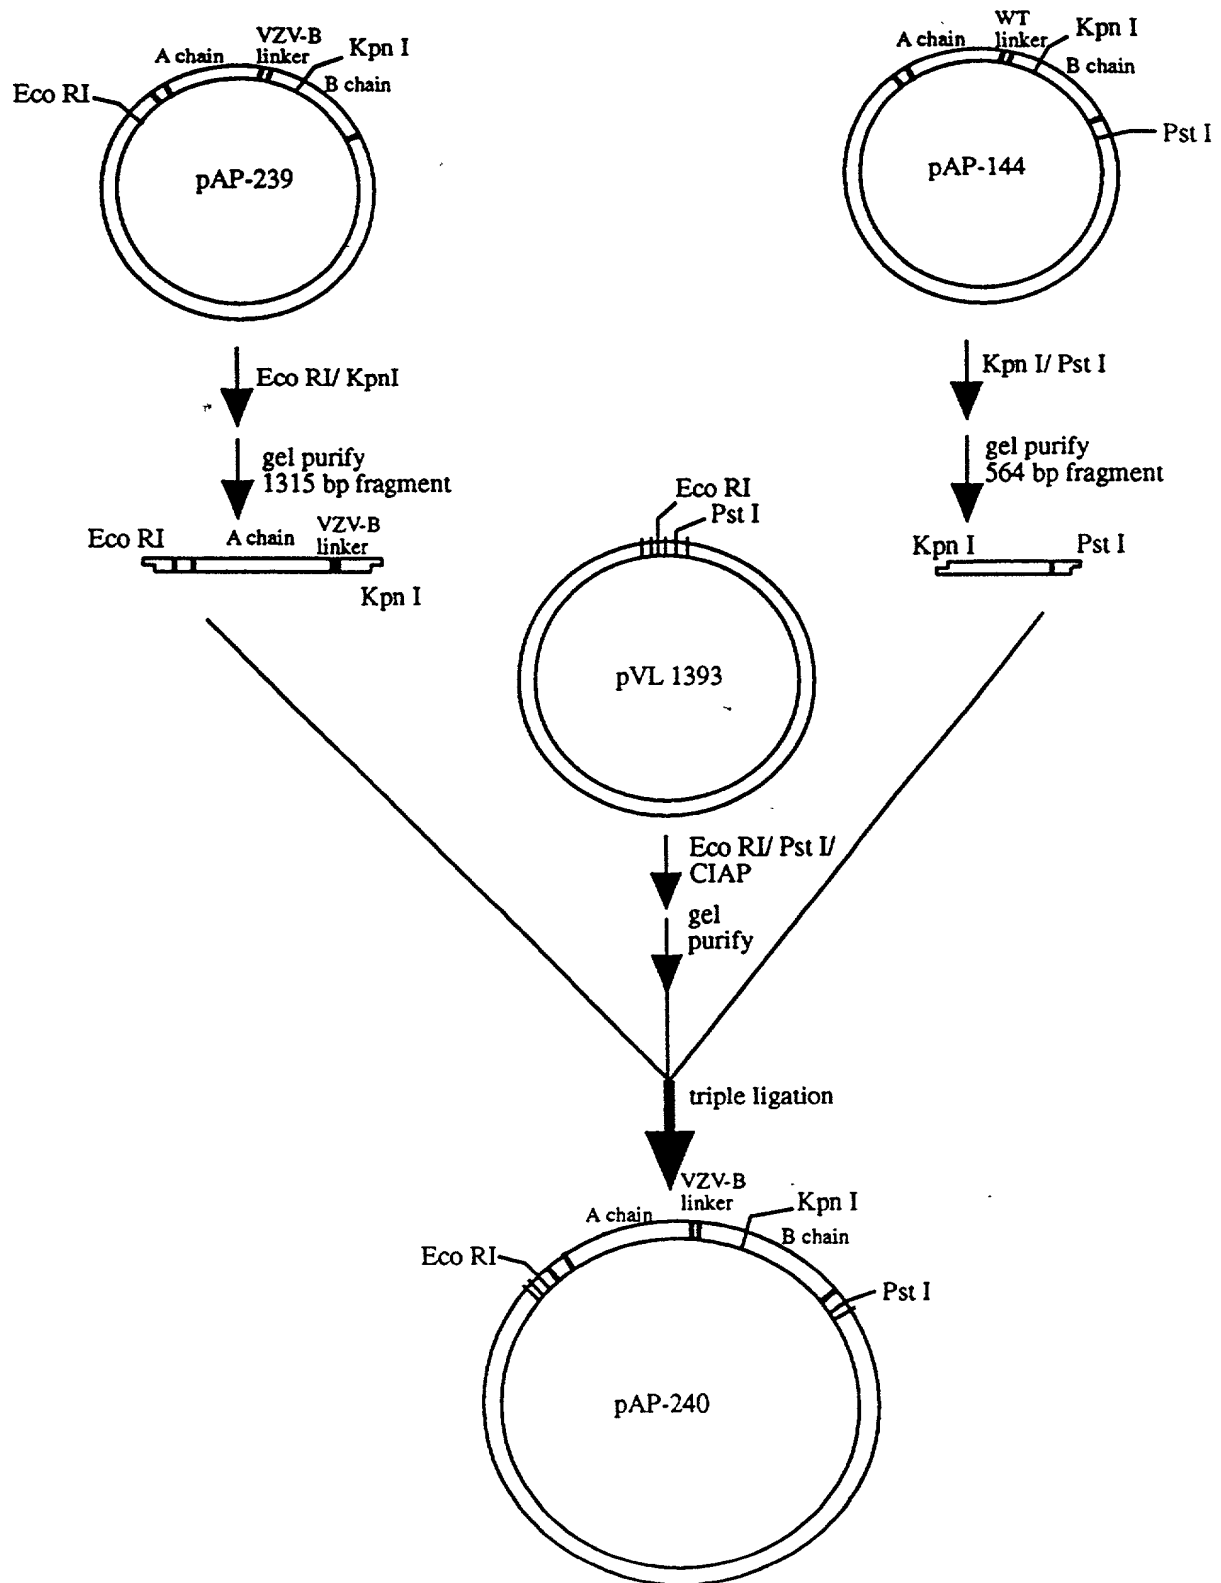 VZV-B
linker
A chain
Kpn I
B chain
Eco RI
pAP-239
WT
linker
A chain
Kpn I
B chain
Pst I
pAP-144
Eco RI/ KpnI
gel purify
1315 bp fragment
Kpn I/ Pst I
gel purify
564 bp fragment
Eco RI
A chain
VZV-B
linker
Kpn I
Eco RI
Pst I
pVL 1393
Kpn I
Pst I
Eco RI/ Pst I/
CIAP
gel
purify
triple ligation
VZV-B
linker
A chain
Kpn I
B chain
Eco RI
Pst I
pAP-240